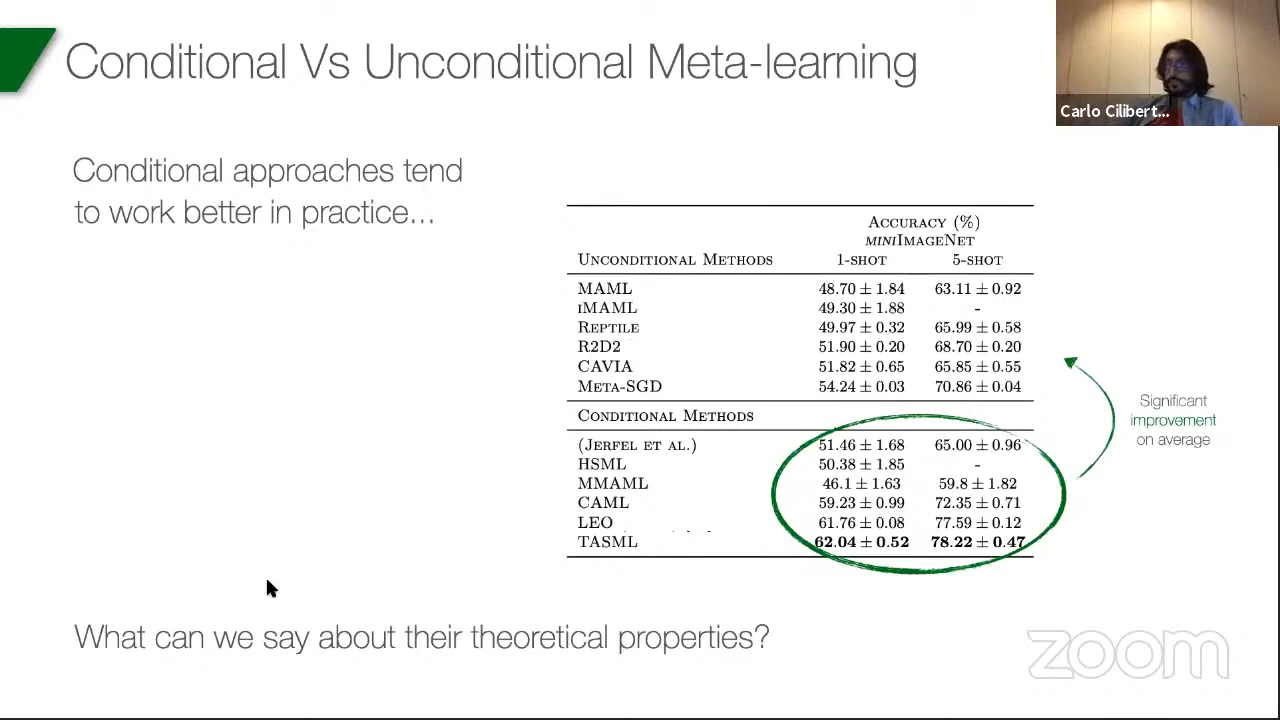 Conditional Vs Unconditional Meta-learning
Carlo Cilibert...
Conditional approaches tend
to work better in practice...
ACCURACY (%)
MINIIMAGENET
UNCONDITIONAL METHODS 1-SHOT 5-SHOT
MAML 48.70 ± 1.84 63.11 ± 0.92
IMAML 49.30 ± 1.88 -
REPTILE 49.97 ± 0.32 65.99 ± 0.58
R2D2 51.90 ± 0.20 68.70 ± 0.20
CAVIA 51.82 ± 0.65 65.85 ± 0.55
META-SGD 54.24 ± 0.03 70.86 ± 0.04
CONDITIONAL METHODS
(JERFEL ET AL.) 51.46 ± 1.68 65.00 ± 0.96
HSML 50.38 ± 1.85 -
MMAML 46.1 ± 1.63 59.8 ± 1.82
CAML 59.23 ± 0.99 72.35 ± 0.71
LEO 61.76 ± 0.08 77.59 ± 0.12
TASML 62.04 ± 0.52 78.22 ± 0.47
Significant
improvement
on average
What can we say about their theoretical properties?
zoom